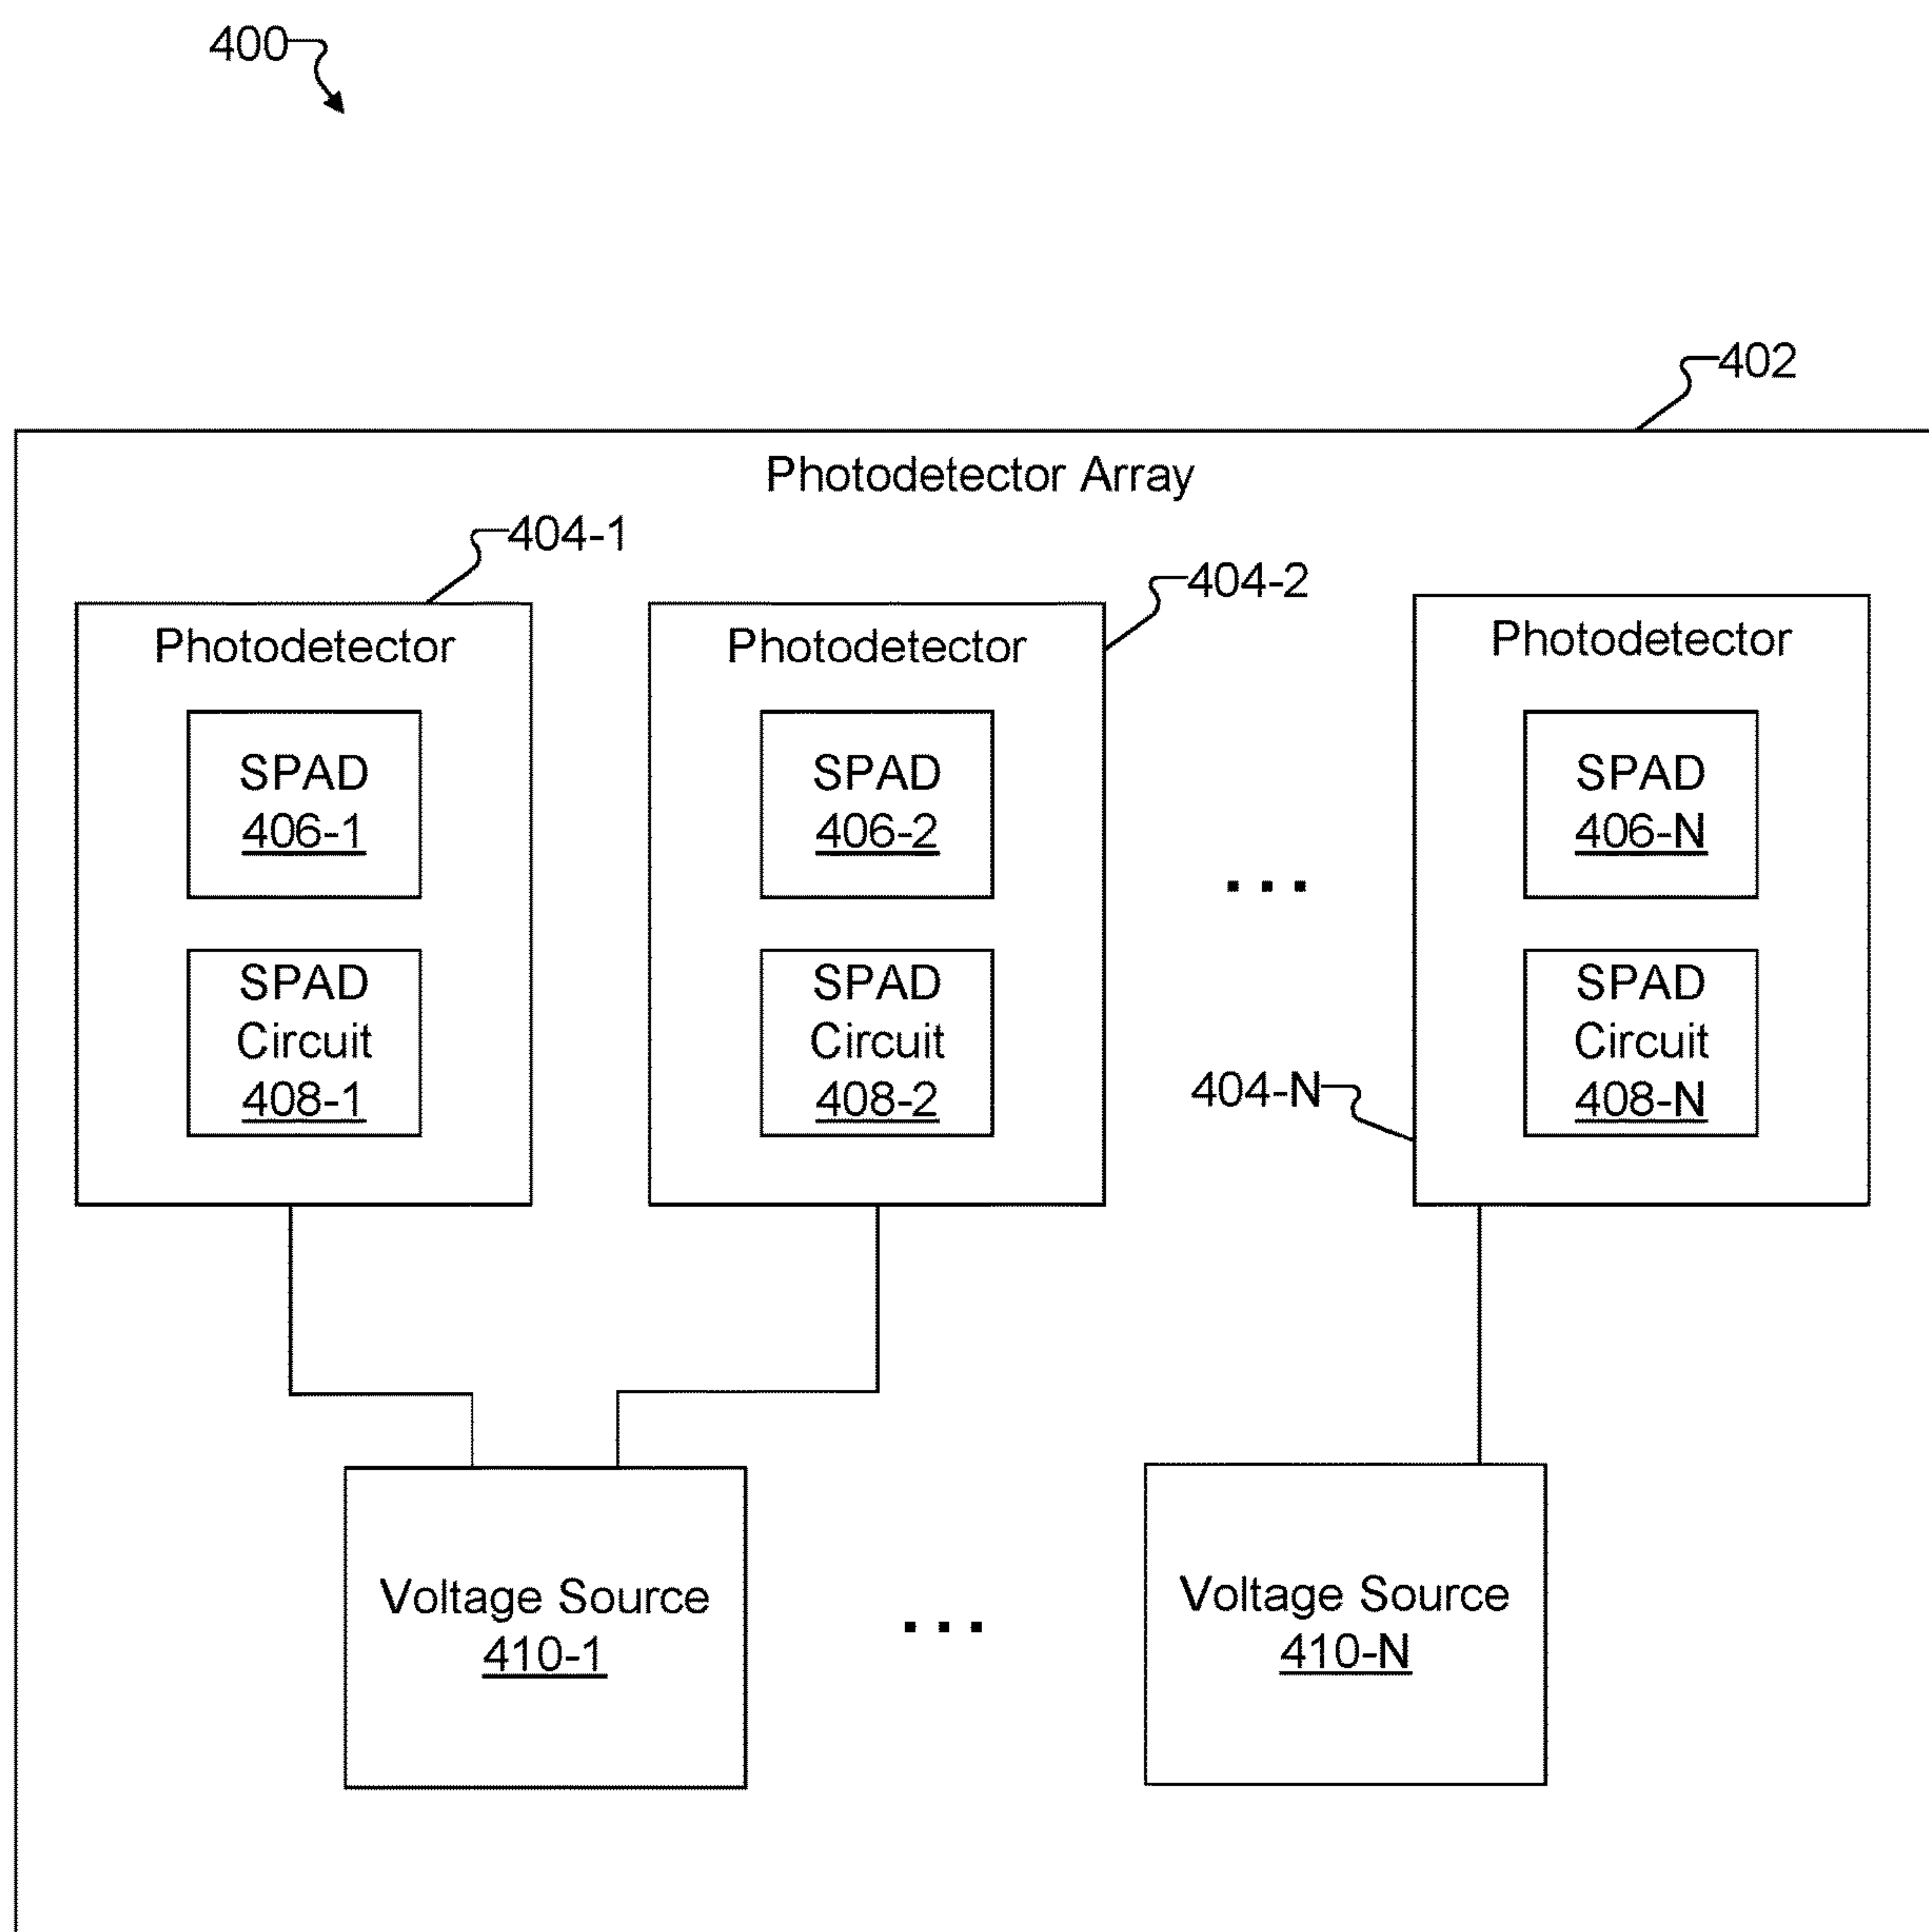 400
402
Photodetector Array
404-1
404-2
Photodetector
Photodetector
Photodetector
SPAD
406-1
SPAD
406-2
SPAD
406-N
...
SPAD
Circuit
408-1
SPAD
Circuit
408-2
404-N
SPAD
Circuit
408-N
Voltage Source
410-1
...
Voltage Source
410-N